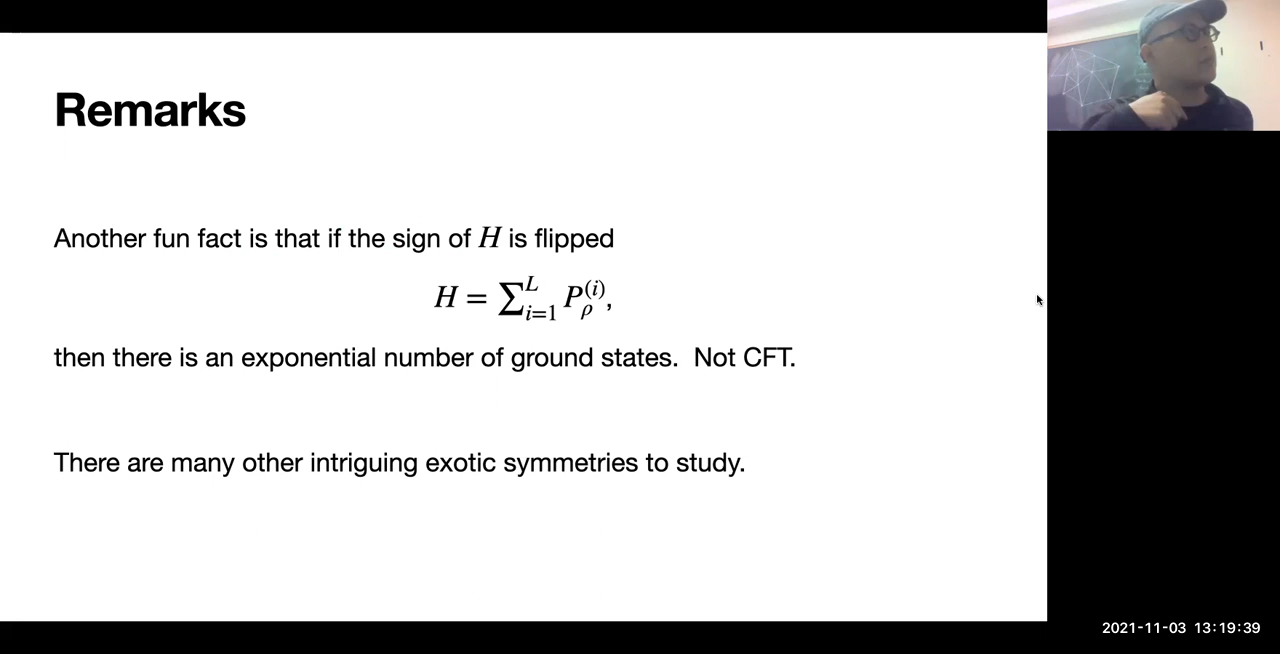 Remarks
Another fun fact is that if the sign of H is flipped
H = ∑_{i=1}^{L} P_ρ^{(i)},
then there is an exponential number of ground states.  Not CFT.
There are many other intriguing exotic symmetries to study.
2021-11-03 13:19:39